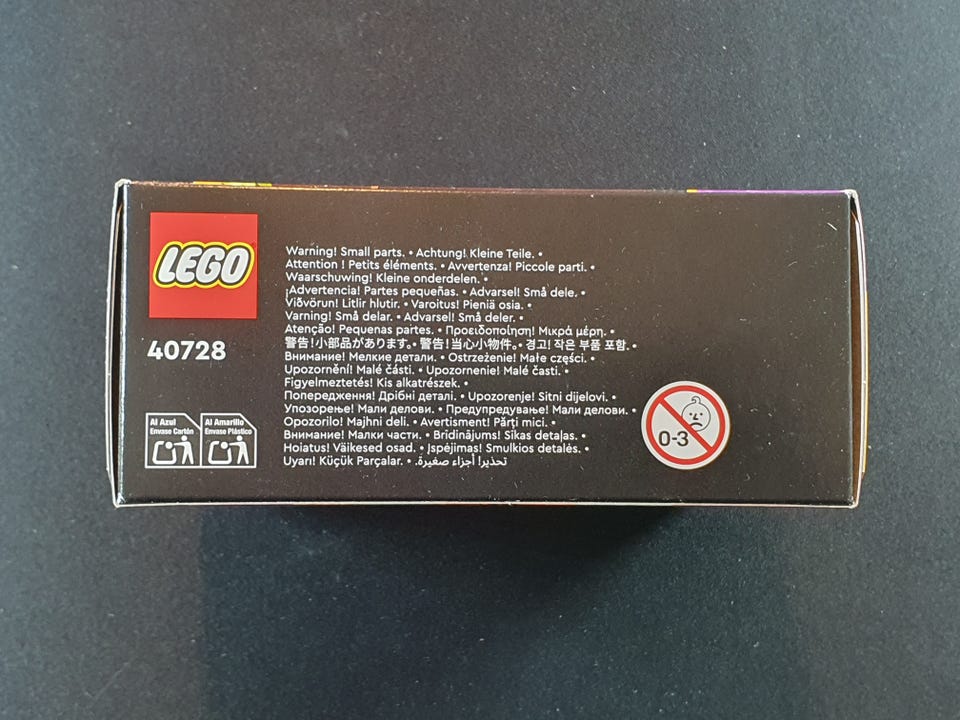 LEGO
40728
Warning! Small parts. • Achtung! Kleine Teile. •
Attention ! Petits éléments. • Avvertenza! Piccole parti. •
Waarschuwing! Kleine onderdelen. •
¡Advertencia! Partes pequeñas. • Advarsel! Små dele. •
Viðvörun! Litlir hlutir. • Varoitus! Pieniä osia. •
Varning! Små delar. • Advarsel! Små deler. •
Atenção! Pequenas partes. • Προειδοποίηση! Μικρά μέρη. •
警告!小部品があります。• 警告!当心小物件。• 경고! 작은 부품 포함. •
Внимание! Мелкие детали. • Ostrzeżenie! Małe części. •
Upozornění! Malé části. • Upozornenie! Malé časti. •
Figyelmeztetés! Kis alkatrészek. •
Попередження! Дрібні деталі. • Upozorenje! Sitni dijelovi. •
Упозорење! Мали делови. • Предупредување! Мали делови. •
Opozorilo! Majhni deli. • Avertisment! Părți mici. •
Внимание! Малки части. • Brīdinājums! Sīkas detaļas. •
Hoiatus! Väikesed osad. • Įspėjimas! Smulkios detalės. •
Uyarı! Küçük Parçalar. • تحذير! أجزاء صغيرة.
Al Azul
Envase Cartón
Al Amarillo
Envase Plástico
0-3